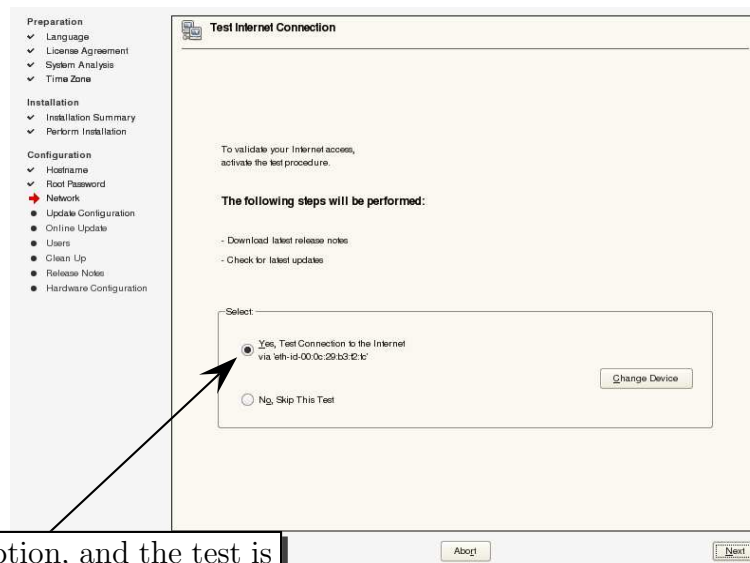 Preparation
Language
License Agreement
System Analysis
Time Zone
Installation
Installation Summary
Perform Installation
Configuration
Hostname
Root Password
Network
Update Configuration
Online Update
Users
Clean Up
Release Notes
Hardware Configuration
Test Internet Connection
To validate your Internet access,
activate the test procedure.
The following steps will be performed:
- Download latest release notes
- Check for latest updates
Select:
Yes, Test Connection to the Internet
via 'eth-id-00:0c:29:b3:f2:fc'
Change Device
No, Skip This Test
Abort
Next
and the test is